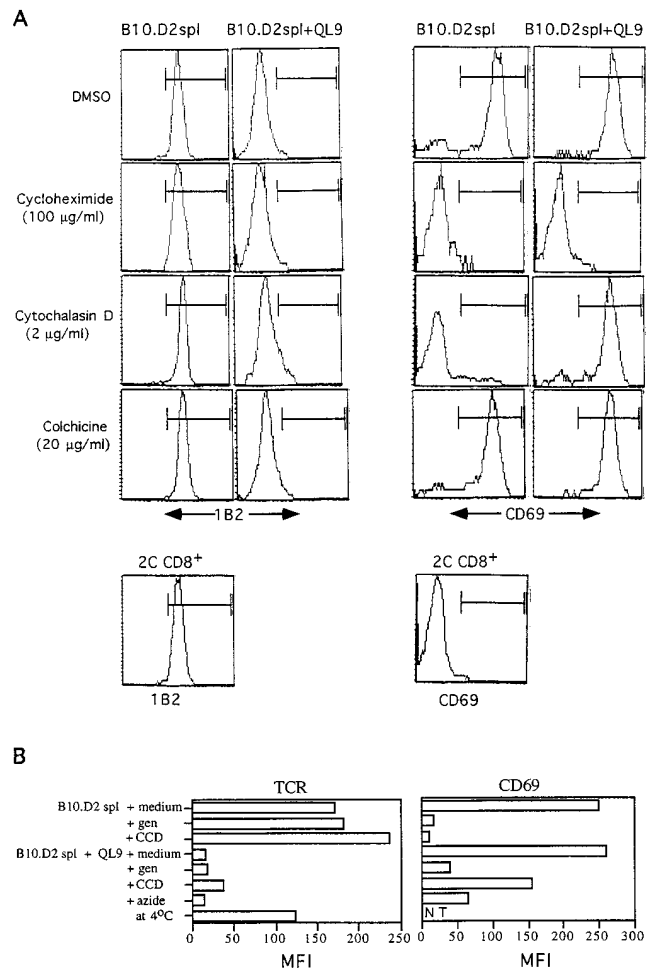 A
B10.D2spl B10.D2spl+QL9 B10.D2spl B10.D2spl+QL9
DMSO
Cycloheximide
(100 µg/ml)
Cytochalasin D
(2 µg/ml)
Colchicine
(20 µg/ml)
1B2 CD69
2C CD8+ 2C CD8+
1B2 CD69
B
TCR CD69
B10.D2 spl + medium
+ gen
+ CCD
B10.D2 spl + QL9 + medium
+ gen
+ CCD
+ azide
at 4°C
N T
0 50 100 150 200 250 0 50 100 150 200 250 300
MFI MFI